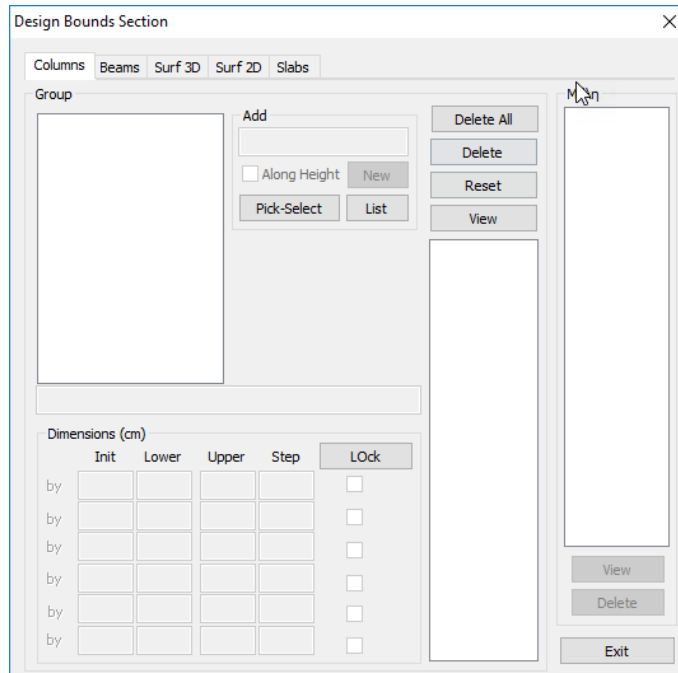 Design Bounds Section
Columns Beams Surf 3D Surf 2D Slabs
Group
Add
Along Height New
Pick-Select List
Delete All
Delete
Reset
View
Dimensions (cm)
Init Lower Upper Step LOck
by
by
by
by
by
by
View
Delete
Exit